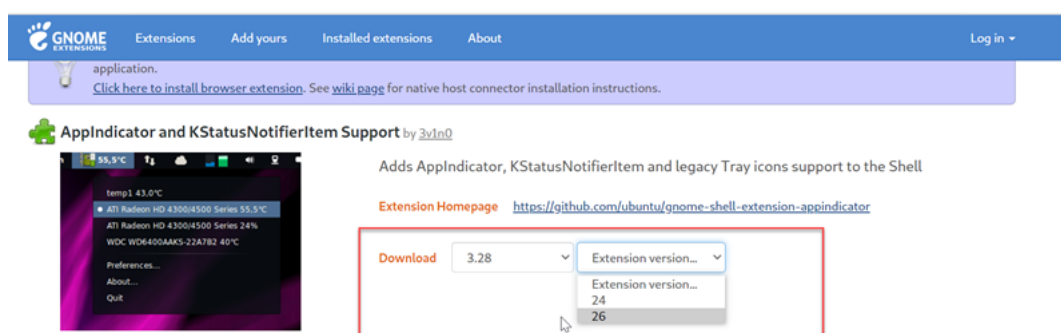 GNOME EXTENSIONS Extensions Add yours Installed extensions About Log in
application.
Click here to install browser extension. See wiki page for native host connector installation instructions.
AppIndicator and KStatusNotifierItem Support by 3v1n0
55,5°C
temp1 43.0°C
ATI Radeon HD 4300/4500 Series 55.5°C
ATI Radeon HD 4300/4500 Series 24%
WDC WD6400AAKS-22A7B2 40°C
Preferences...
About...
Quit
Adds AppIndicator, KStatusNotifierItem and legacy Tray icons support to the Shell
Extension Homepage https://github.com/ubuntu/gnome-shell-extension-appindicator
Download 3.28 Extension version...
Extension version...
24
26